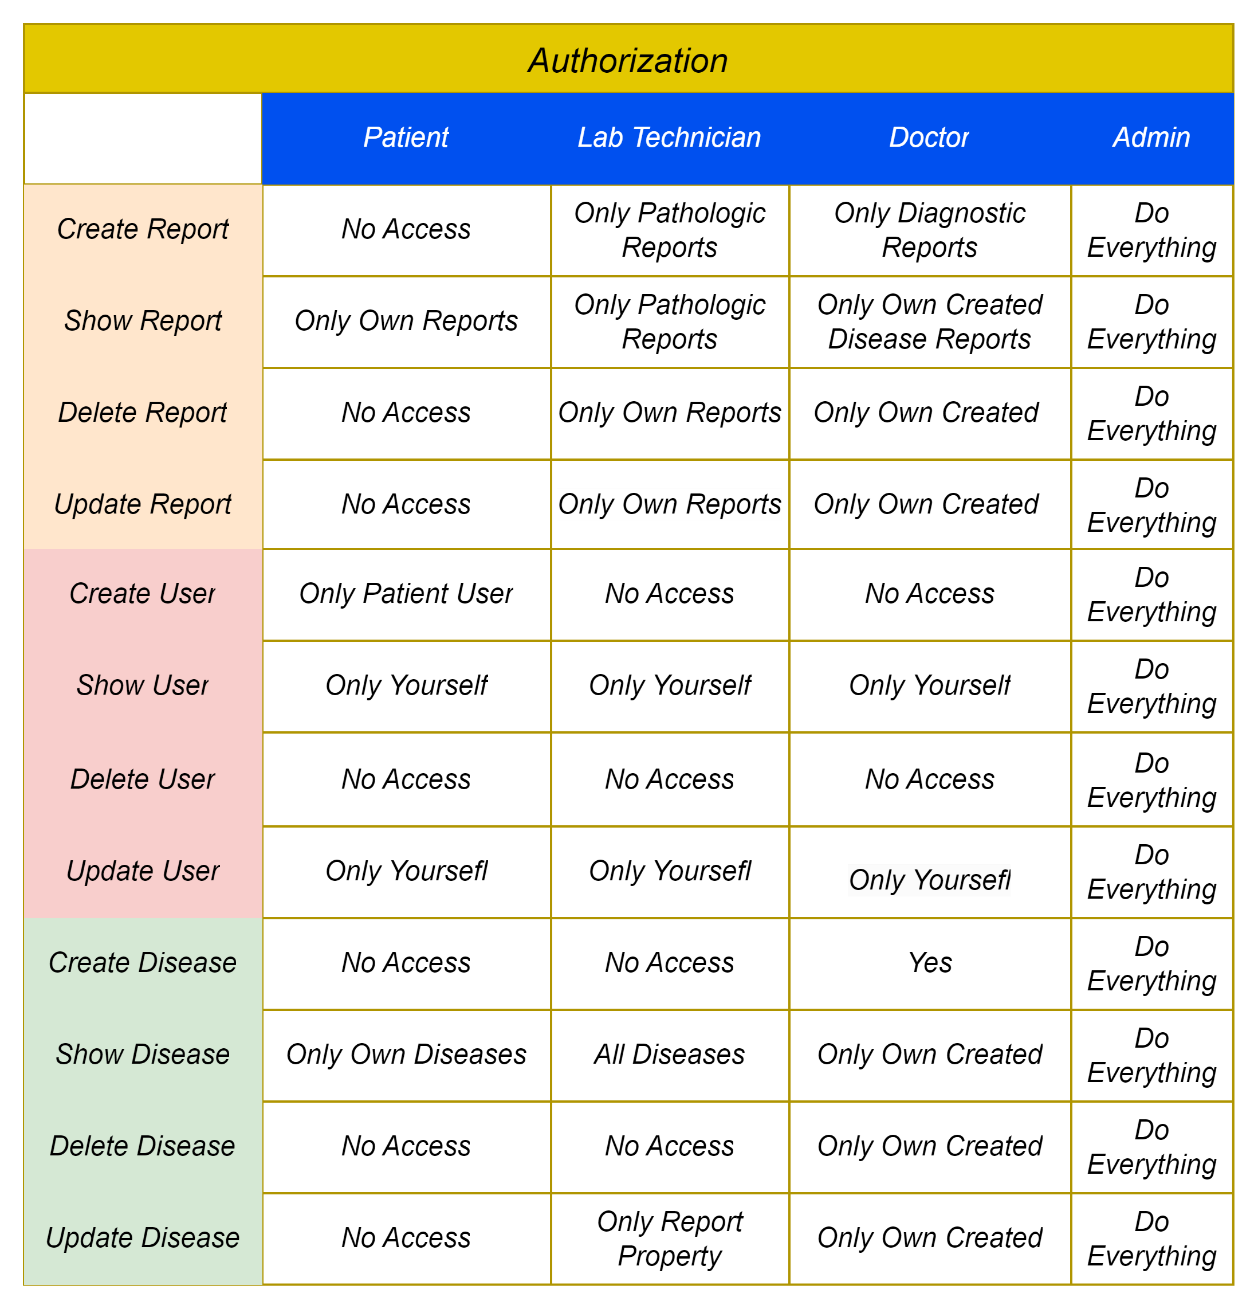 Authorization
Patient Lab Technician Doctor Admin
Create Report No Access Only Pathologic Reports Only Diagnostic Reports Do Everything
Show Report Only Own Reports Only Pathologic Reports Only Own Created Disease Reports Do Everything
Delete Report No Access Only Own Reports Only Own Created Do Everything
Update Report No Access Only Own Reports Only Own Created Do Everything
Create User Only Patient User No Access No Access Do Everything
Show User Only Yourself Only Yourself Only Yourself Do Everything
Delete User No Access No Access No Access Do Everything
Update User Only Yoursefl Only Yoursefl Only Yoursefl Do Everything
Create Disease No Access No Access Yes Do Everything
Show Disease Only Own Diseases All Diseases Only Own Created Do Everything
Delete Disease No Access No Access Only Own Created Do Everything
Update Disease No Access Only Report Property Only Own Created Do Everything